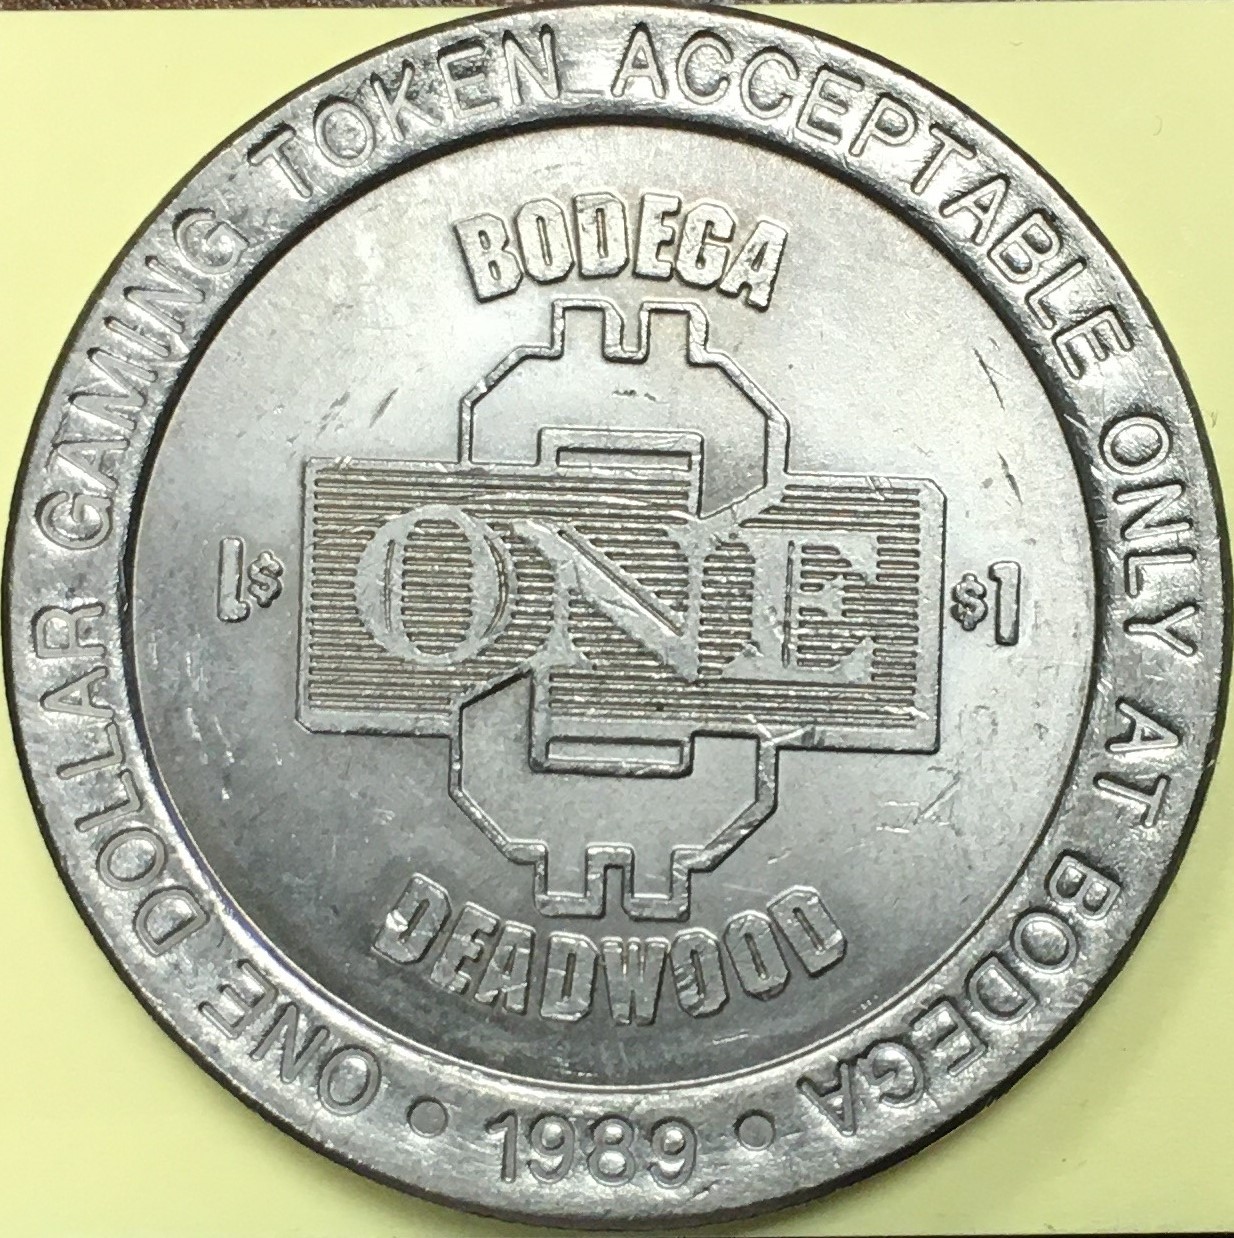 ONE DOLLAR GAMING TOKEN ACCEPTABLE ONLY AT BODEGA
• 1989 •
BODEGA
1$ ONE $1
DEADWOOD